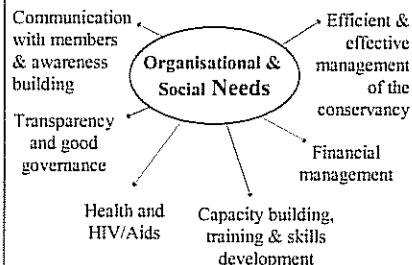 Communication
with members
& awareness
building
Organisational &
Social Needs
Efficient &
effective
management
of the
conservancy
Transparency
and good
governance
Financial
management
Health and
HIV/Aids
Capacity building,
training & skills
development